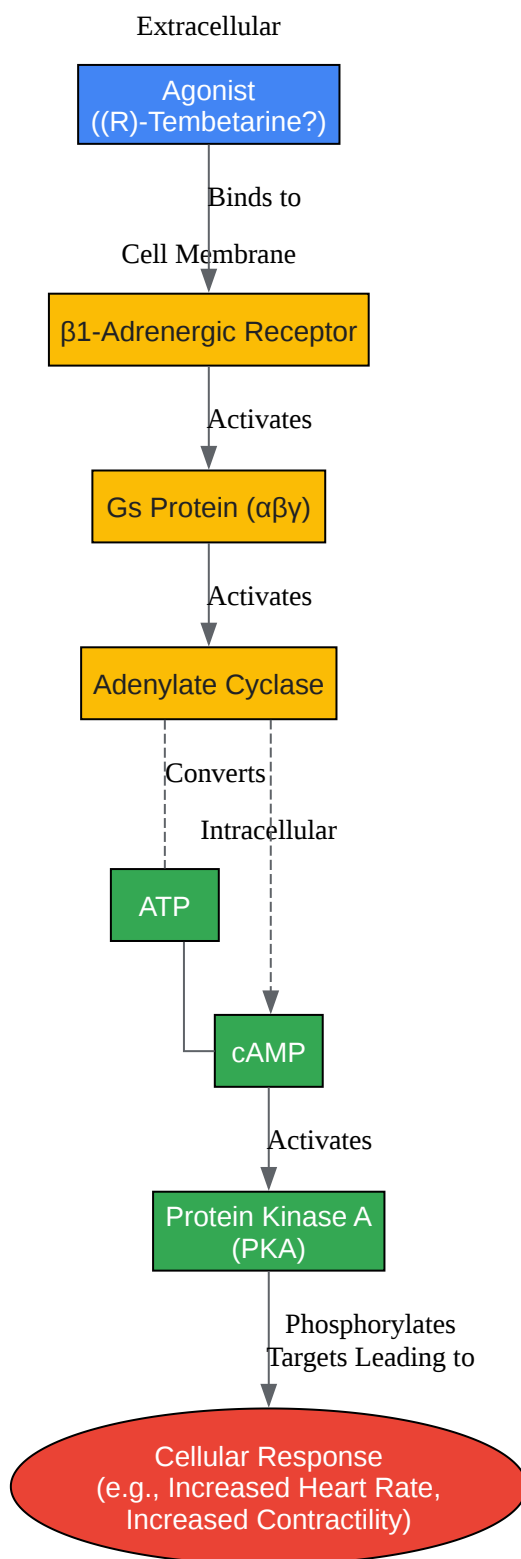 Extracellular
Agonist
((R)-Tembetarine?)
Binds to
Cell Membrane
β1-Adrenergic Receptor
Activates
Gs Protein (αβγ)
Activates
Adenylate Cyclase
Converts
Intracellular
ATP
cAMP
Activates
Protein Kinase A
(PKA)
Phosphorylates
Targets Leading to
Cellular Response
(e.g., Increased Heart Rate,
Increased Contractility)